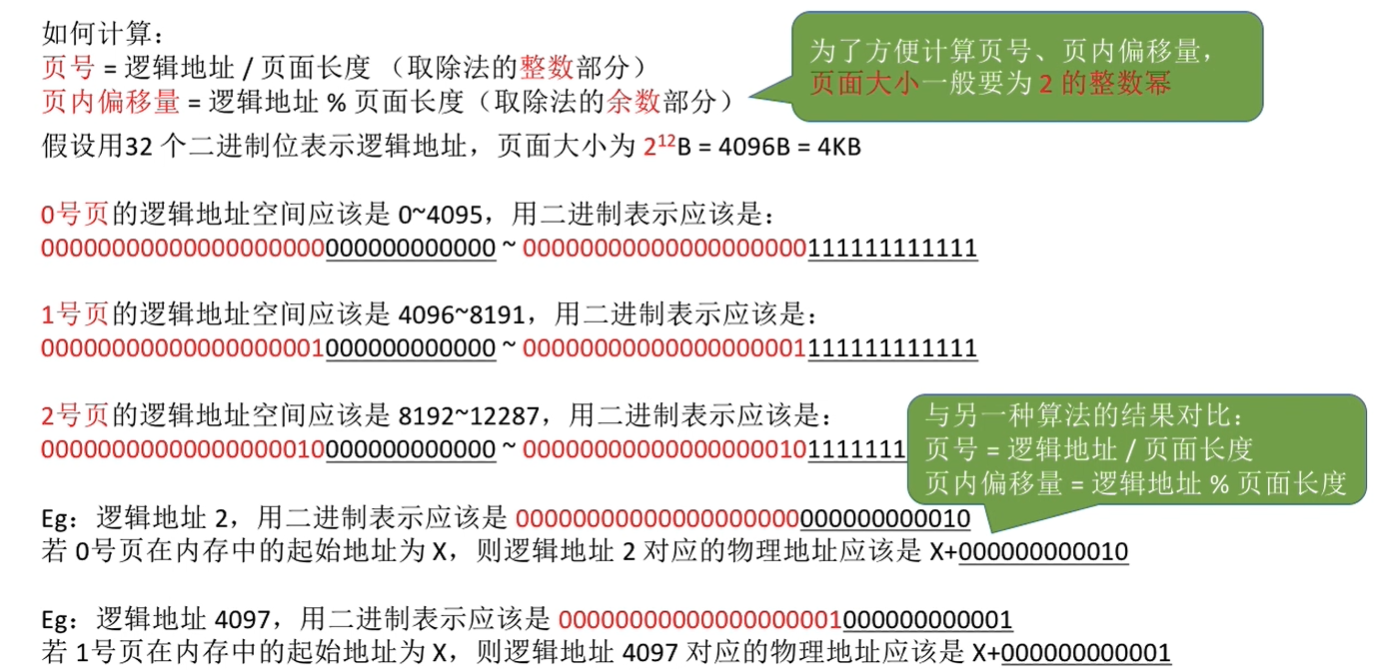 如何计算：
页号 = 逻辑地址 / 页面长度 （取除法的整数部分）
页内偏移量 = 逻辑地址 % 页面长度（取除法的余数部分）
为了方便计算页号、页内偏移量，
页面大小一般要为 2 的整数幂
假设用32 个二进制位表示逻辑地址，页面大小为 2¹²B = 4096B = 4KB
0号页的逻辑地址空间应该是 0~4095，用二进制表示应该是：
00000000000000000000000000000000 ~ 00000000000000000000111111111111
1号页的逻辑地址空间应该是 4096~8191，用二进制表示应该是：
00000000000000000001000000000000 ~ 00000000000000000001111111111111
2号页的逻辑地址空间应该是 8192~12287，用二进制表示应该是：
00000000000000000010000000000000 ~ 000000000000000000101111111
与另一种算法的结果对比：
页号 = 逻辑地址 / 页面长度
页内偏移量 = 逻辑地址 % 页面长度
Eg：逻辑地址 2，用二进制表示应该是 00000000000000000000000000000010
若 0号页在内存中的起始地址为 X，则逻辑地址 2 对应的物理地址应该是 X+000000000010
Eg：逻辑地址 4097，用二进制表示应该是 00000000000000000001000000000001
若 1号页在内存中的起始地址为 X，则逻辑地址 4097 对应的物理地址应该是 X+000000000001